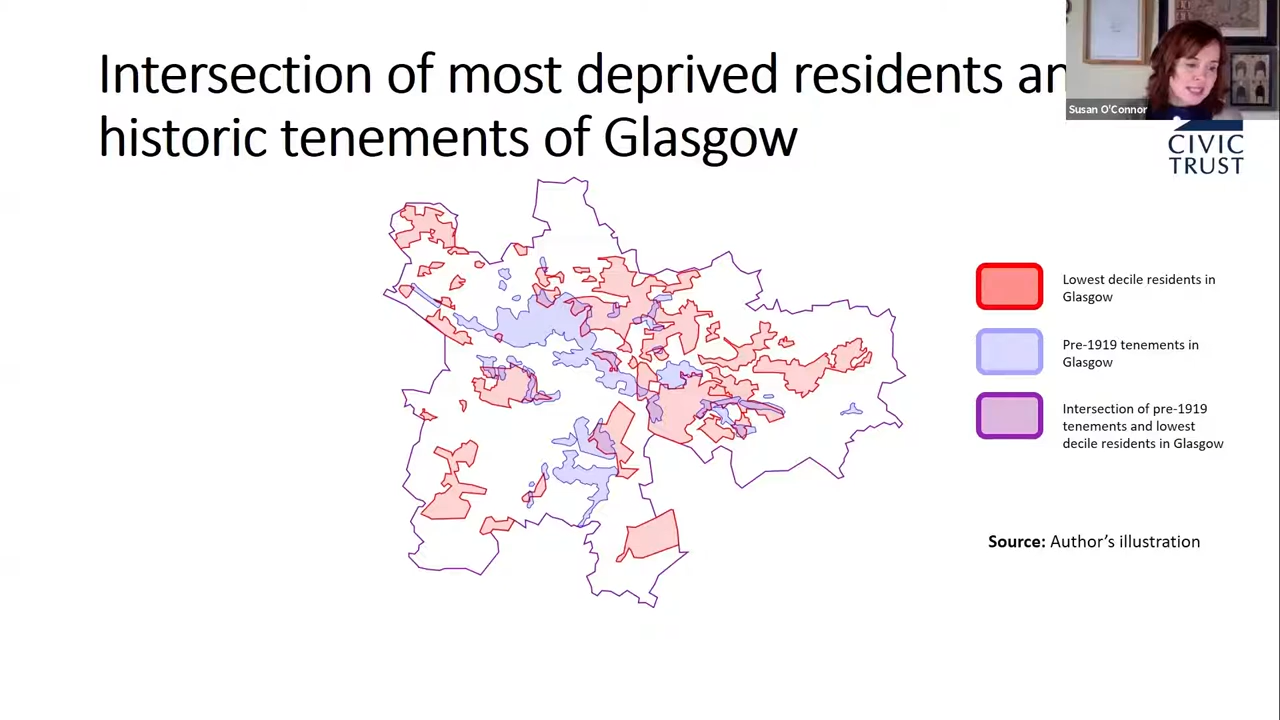 Intersection of most deprived residents an
historic tenements of Glasgow
Susan O'Connor
CIVIC
TRUST
Lowest decile residents in
Glasgow
Pre-1919 tenements in
Glasgow
Intersection of pre-1919
tenements and lowest
decile residents in Glasgow
Source: Author's illustration